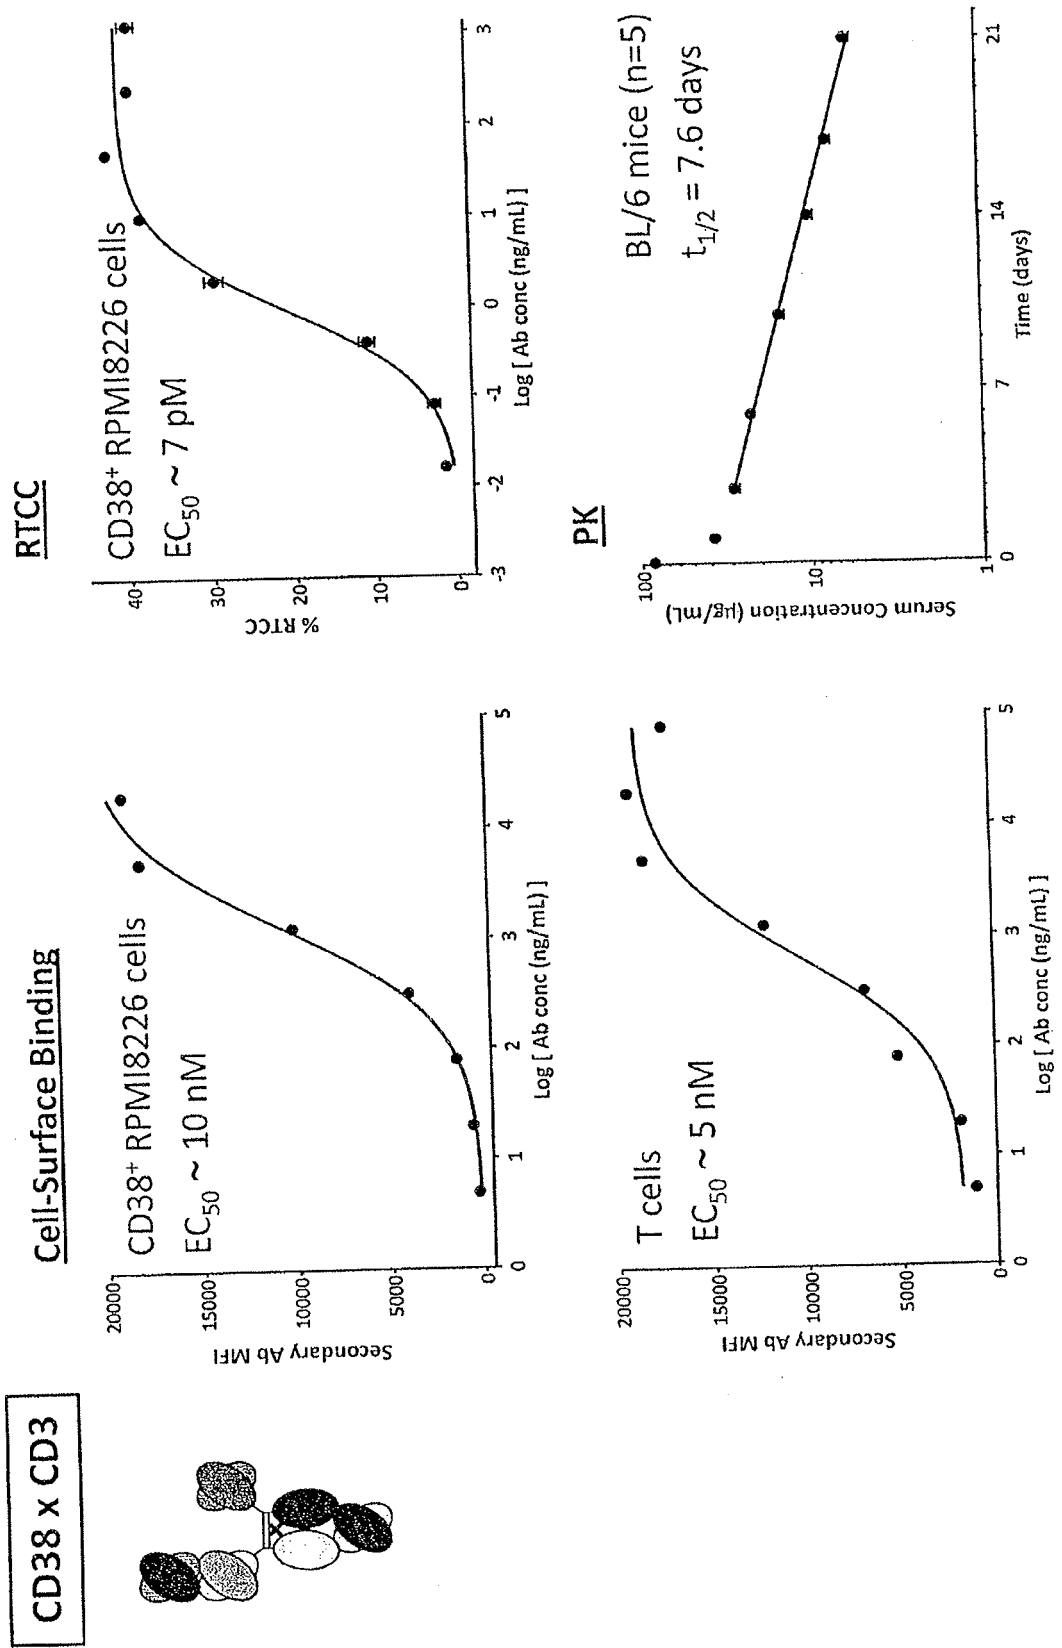 CD38 x CD3
Cell-Surface Binding
CD38⁺ RPMI8226 cells
EC₅₀ ~ 10 nM
Secondary Ab MFI
20000
15000
10000
5000
0
0 1 2 3 4 5
Log [ Ab conc (ng/mL) ]
T cells
EC₅₀ ~ 5 nM
Secondary Ab MFI
20000
15000
10000
5000
0
0 1 2 3 4 5
Log [ Ab conc (ng/mL) ]
RTCC
CD38⁺ RPMI8226 cells
EC₅₀ ~ 7 pM
% RTCC
40
30
20
10
0
-3 -2 -1 0 1 2 3
Log [ Ab conc (ng/mL) ]
PK
BL/6 mice (n=5)
t₁/₂ = 7.6 days
Serum Concentration (µg/mL)
100
10
1
0 7 14 21
Time (days)